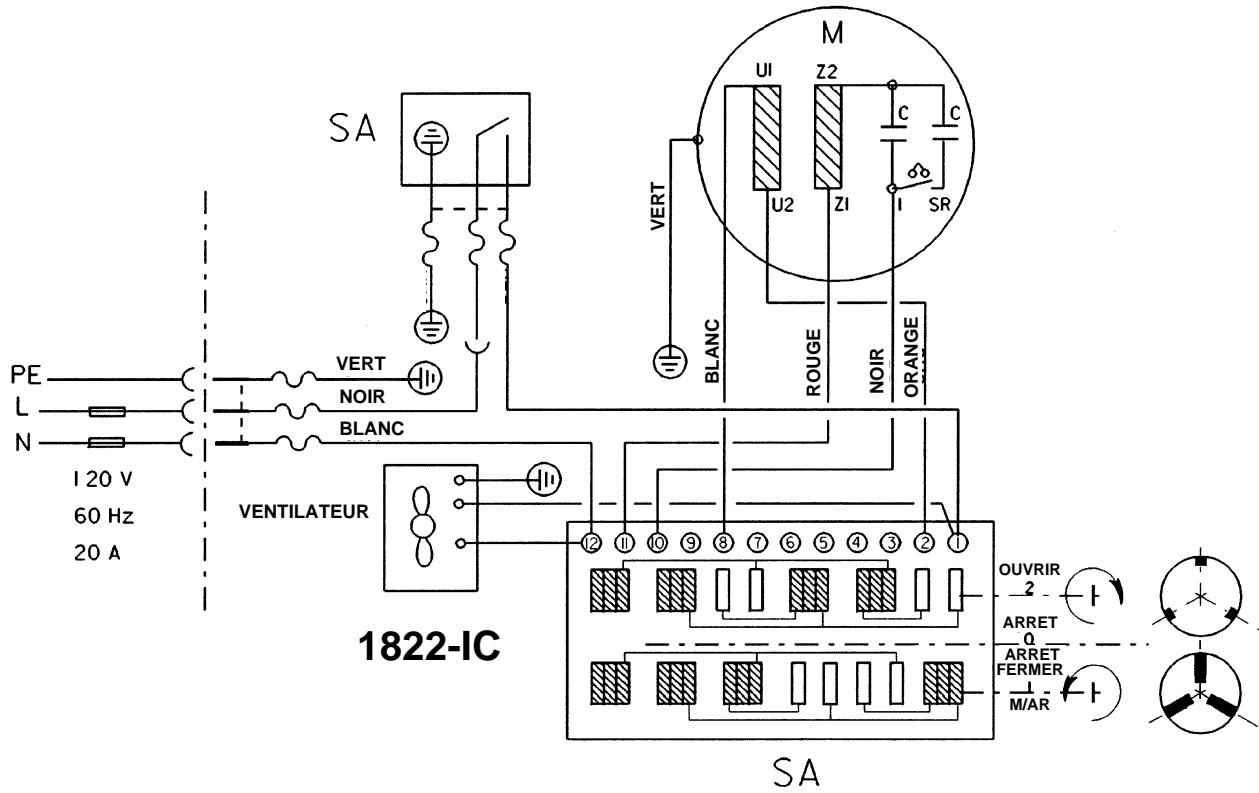 M
U1 Z2
C C
SA
U2 Z1 1 SR
VERT
BLANC
ROUGE
NOIR
ORANGE
PE
VERT
L
NOIR
N
BLANC
120 V
60 Hz
20 A
VENTILATEUR
12 11 10 9 8 7 6 5 4 3 2 1
OUVRIR
2
ARRET
0
ARRET
FERMER
1
M/AR
1822-IC
SA